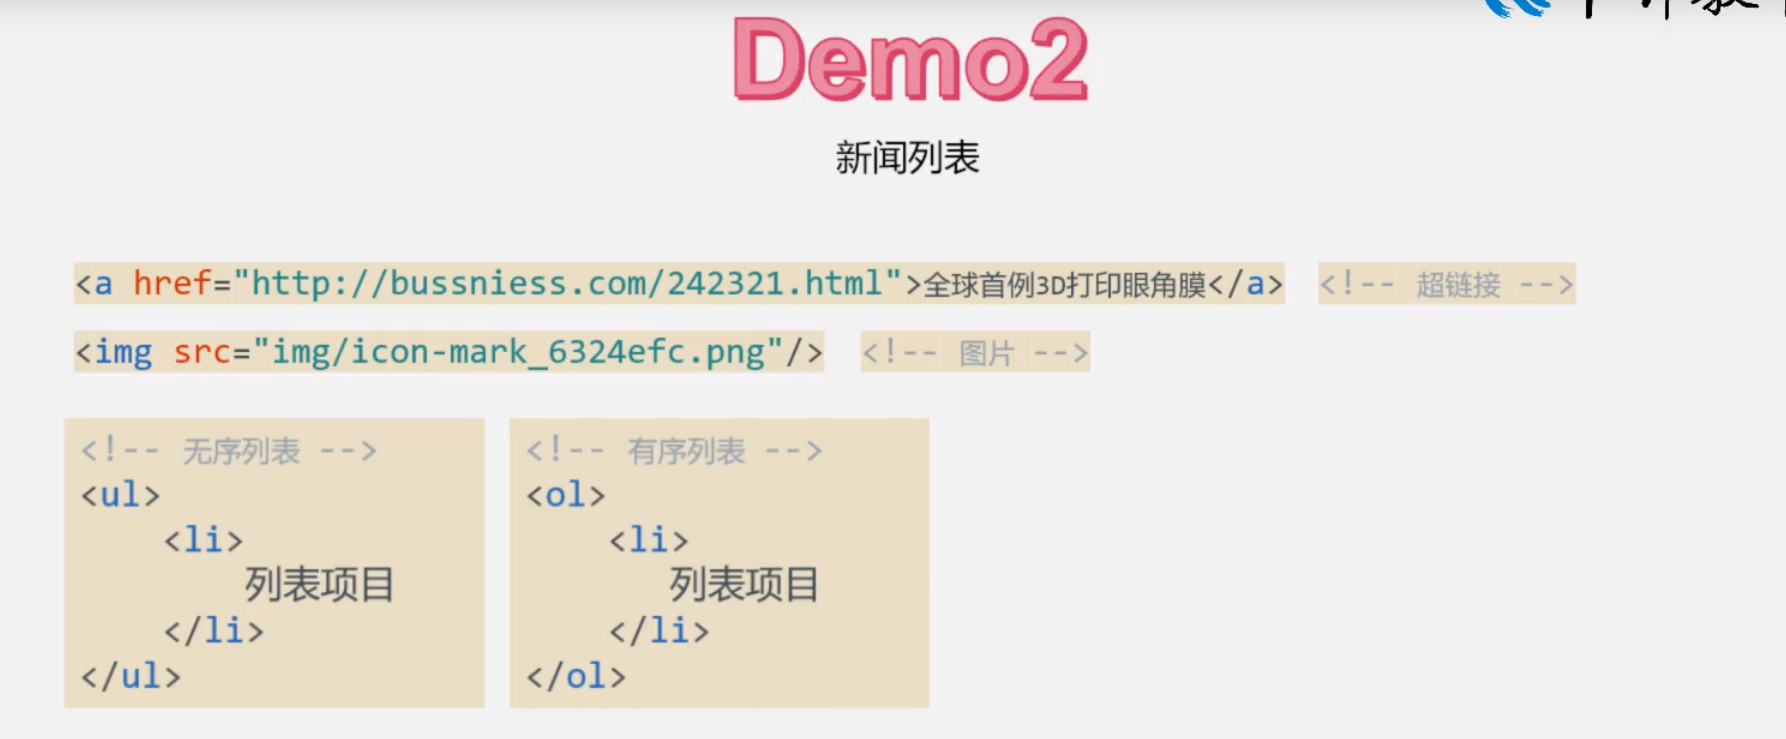 Demo2
新闻列表
<a href="http://bussniess.com/242321.html">全球首例3D打印眼角膜</a> <!-- 超链接 -->
<img src="img/icon-mark_6324efc.png"/> <!-- 图片 -->
<!-- 无序列表 -->
<ul>
<li>
列表项目
</li>
</ul>
<!-- 有序列表 -->
<ol>
<li>
列表项目
</li>
</ol>